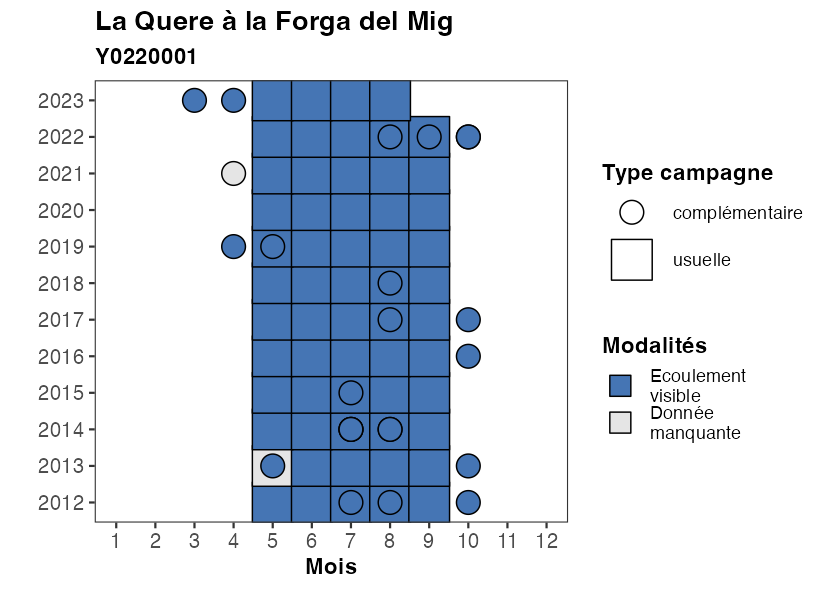 La Quere à la Forga del Mig
Y0220001
2023
2022
2021
2020
2019
2018
2017
2016
2015
2014
2013
2012
1 2 3 4 5 6 7 8 9 10 11 12
Mois
Type campagne
complémentaire
usuelle
Modalités
Ecoulement
visible
Donnée
manquante